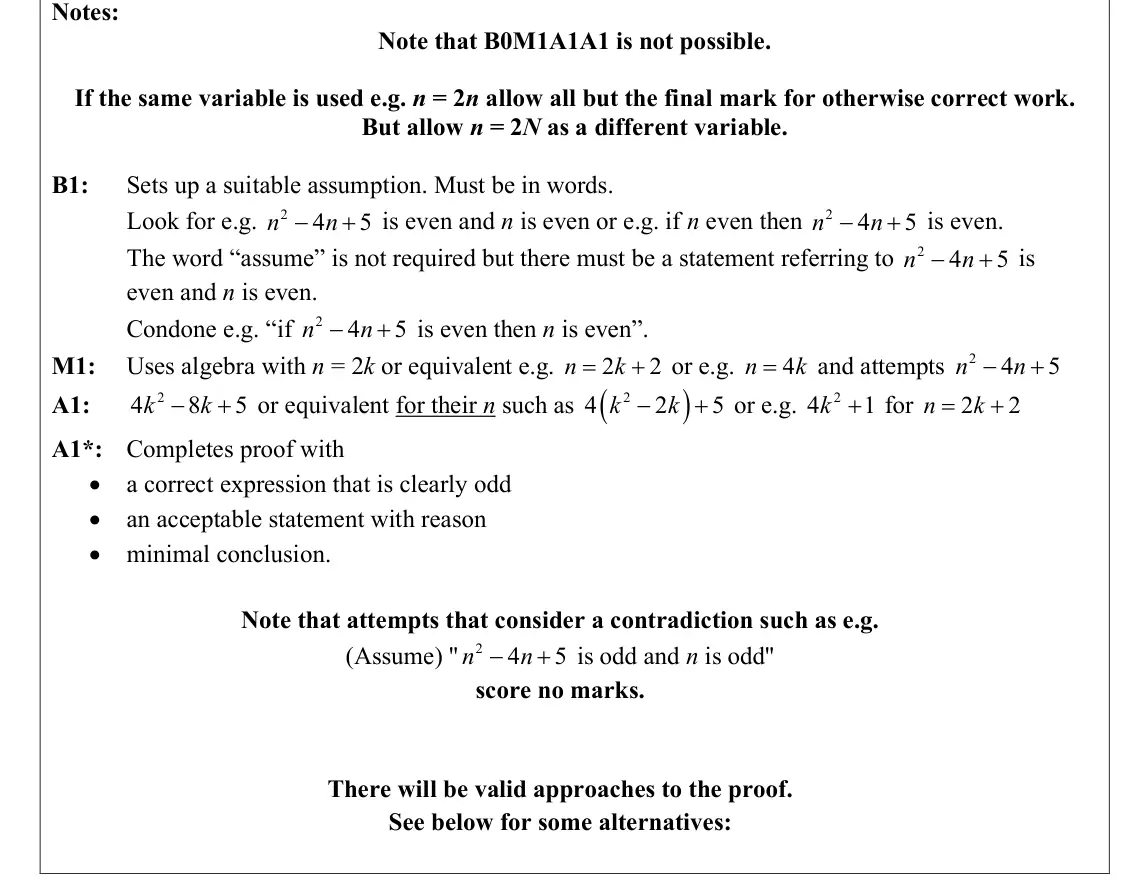 Notes:
Note that B0M1A1A1 is not possible.
If the same variable is used e.g. n = 2n allow all but the final mark for otherwise correct work.
But allow n = 2N as a different variable.
B1: Sets up a suitable assumption. Must be in words.
Look for e.g. n² − 4n + 5 is even and n is even or e.g. if n even then n² − 4n + 5 is even.
The word “assume” is not required but there must be a statement referring to n² − 4n + 5 is
even and n is even.
Condone e.g. “if n² − 4n + 5 is even then n is even”.
M1: Uses algebra with n = 2k or equivalent e.g. n = 2k + 2 or e.g. n = 4k and attempts n² − 4n + 5
A1: 4k² − 8k + 5 or equivalent for their n such as 4(k² − 2k) + 5 or e.g. 4k² + 1 for n = 2k + 2
A1*: Completes proof with
• a correct expression that is clearly odd
• an acceptable statement with reason
• minimal conclusion.
Note that attempts that consider a contradiction such as e.g.
(Assume) "n² − 4n + 5 is odd and n is odd"
score no marks.
There will be valid approaches to the proof.
See below for some alternatives: